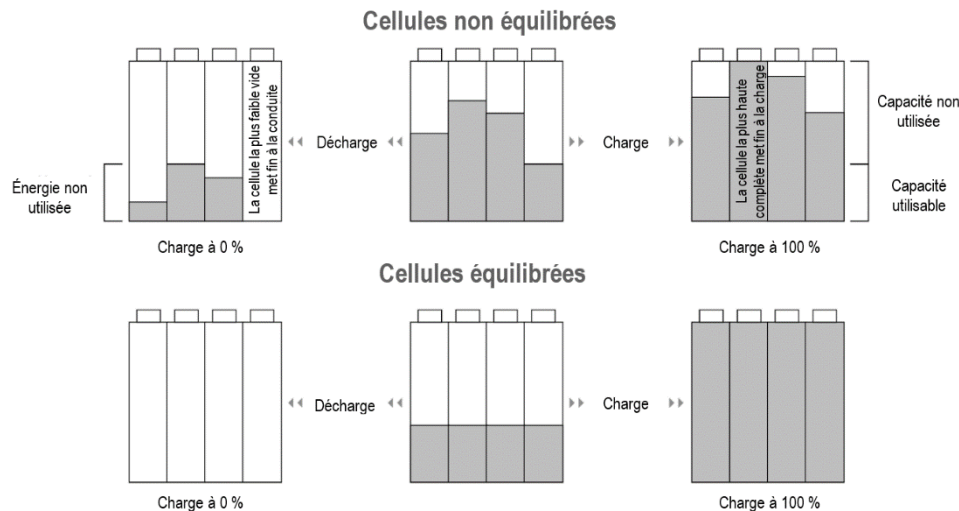 Cellules non équilibrées
La cellule la plus faible vide
met fin à la conduite
La cellule la plus haute
complète met fin à la charge
Capacité non
utilisée
Décharge
Charge
Énergie non
utilisée
Capacité
utilisable
Charge à 0 %
Charge à 100 %
Cellules équilibrées
Décharge
Charge
Charge à 0 %
Charge à 100 %